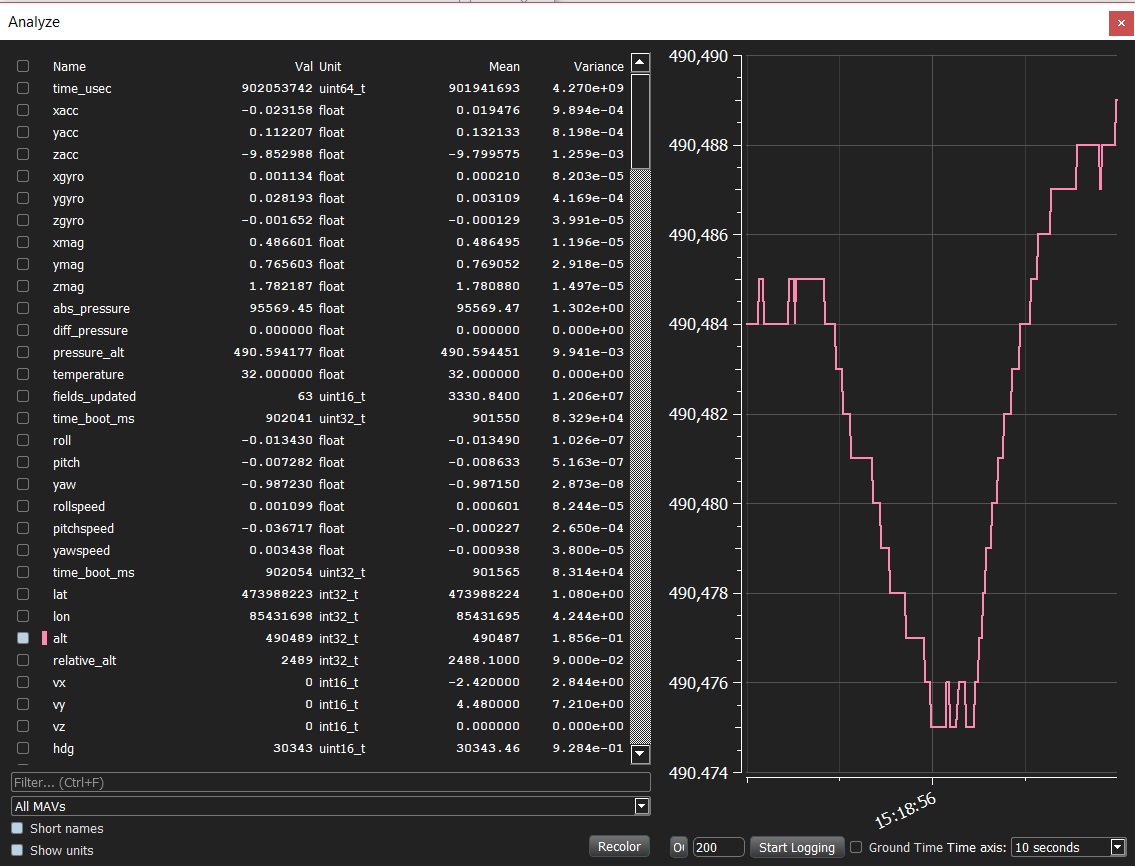 Analyze
Name Val Unit Mean Variance
time_usec 902053742 uint64_t 901941693 4.270e+09
xacc -0.023158 float 0.019476 9.894e-04
yacc 0.112207 float 0.132133 8.198e-04
zacc -9.852988 float -9.799575 1.259e-03
xgyro 0.001134 float 0.000210 8.203e-05
ygyro 0.028193 float 0.003109 4.169e-04
zgyro -0.001652 float -0.000129 3.991e-05
xmag 0.486601 float 0.486495 1.196e-05
ymag 0.765603 float 0.769052 2.918e-05
zmag 1.782187 float 1.780880 1.497e-05
abs_pressure 95569.45 float 95569.47 1.302e+00
diff_pressure 0.000000 float 0.000000 0.000e+00
pressure_alt 490.594177 float 490.594451 9.941e-03
temperature 32.000000 float 32.000000 0.000e+00
fields_updated 63 uint16_t 3330.8400 1.206e+07
time_boot_ms 902041 uint32_t 901550 8.329e+04
roll -0.013430 float -0.013490 1.026e-07
pitch -0.007282 float -0.008633 5.163e-07
yaw -0.987230 float -0.987150 2.873e-08
rollspeed 0.001099 float 0.000601 8.244e-05
pitchspeed -0.036717 float -0.000227 2.650e-04
yawspeed 0.003438 float -0.000938 3.800e-05
time_boot_ms 902054 uint32_t 901565 8.314e+04
lat 473988223 int32_t 473988224 1.080e+00
lon 85431698 int32_t 85431695 4.244e+00
alt 490489 int32_t 490487 1.856e-01
relative_alt 2489 int32_t 2488.1000 9.000e-02
vx 0 int16_t -2.420000 2.844e+00
vy 0 int16_t 4.480000 7.210e+00
vz 0 int16_t 0.000000 0.000e+00
hdg 30343 uint16_t 30343.46 9.284e-01
Filter... (Ctrl+F)
All MAVs
Short names
Show units
Recolor
490,490
490,488
490,486
490,484
490,482
490,480
490,478
490,476
490.474
15:18:56
200 Start Logging Ground Time Time axis: 10 seconds